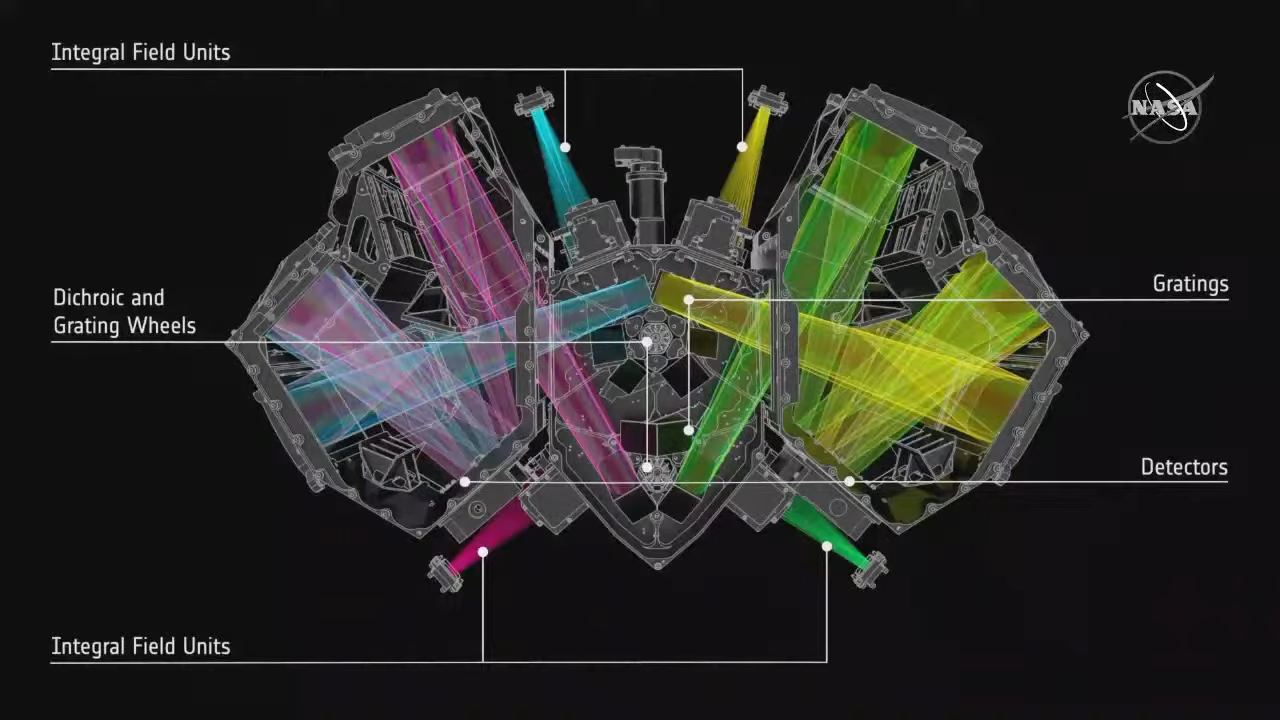 Integral Field Units
NASA
Dichroic and
Grating Wheels
Gratings
Detectors
Integral Field Units